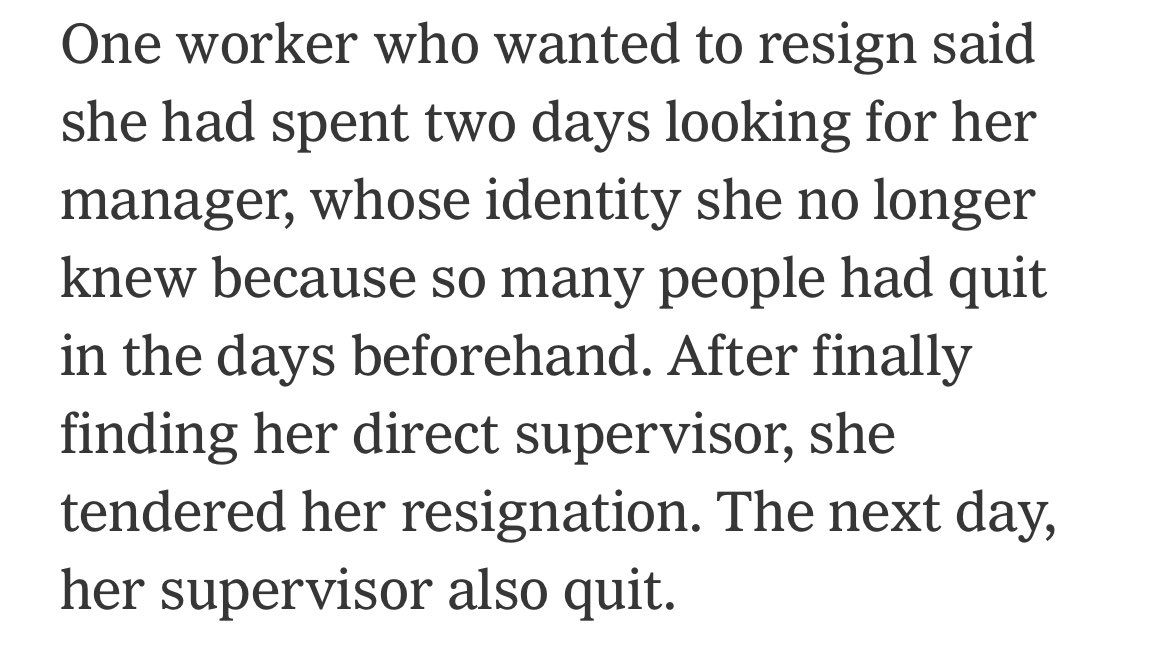 One worker who wanted to resign said
she had spent two days looking for her
manager, whose identity she no longer
knew because so many people had quit
in the days beforehand. After finally
finding her direct supervisor, she
tendered her resignation. The next day,
her supervisor also quit.